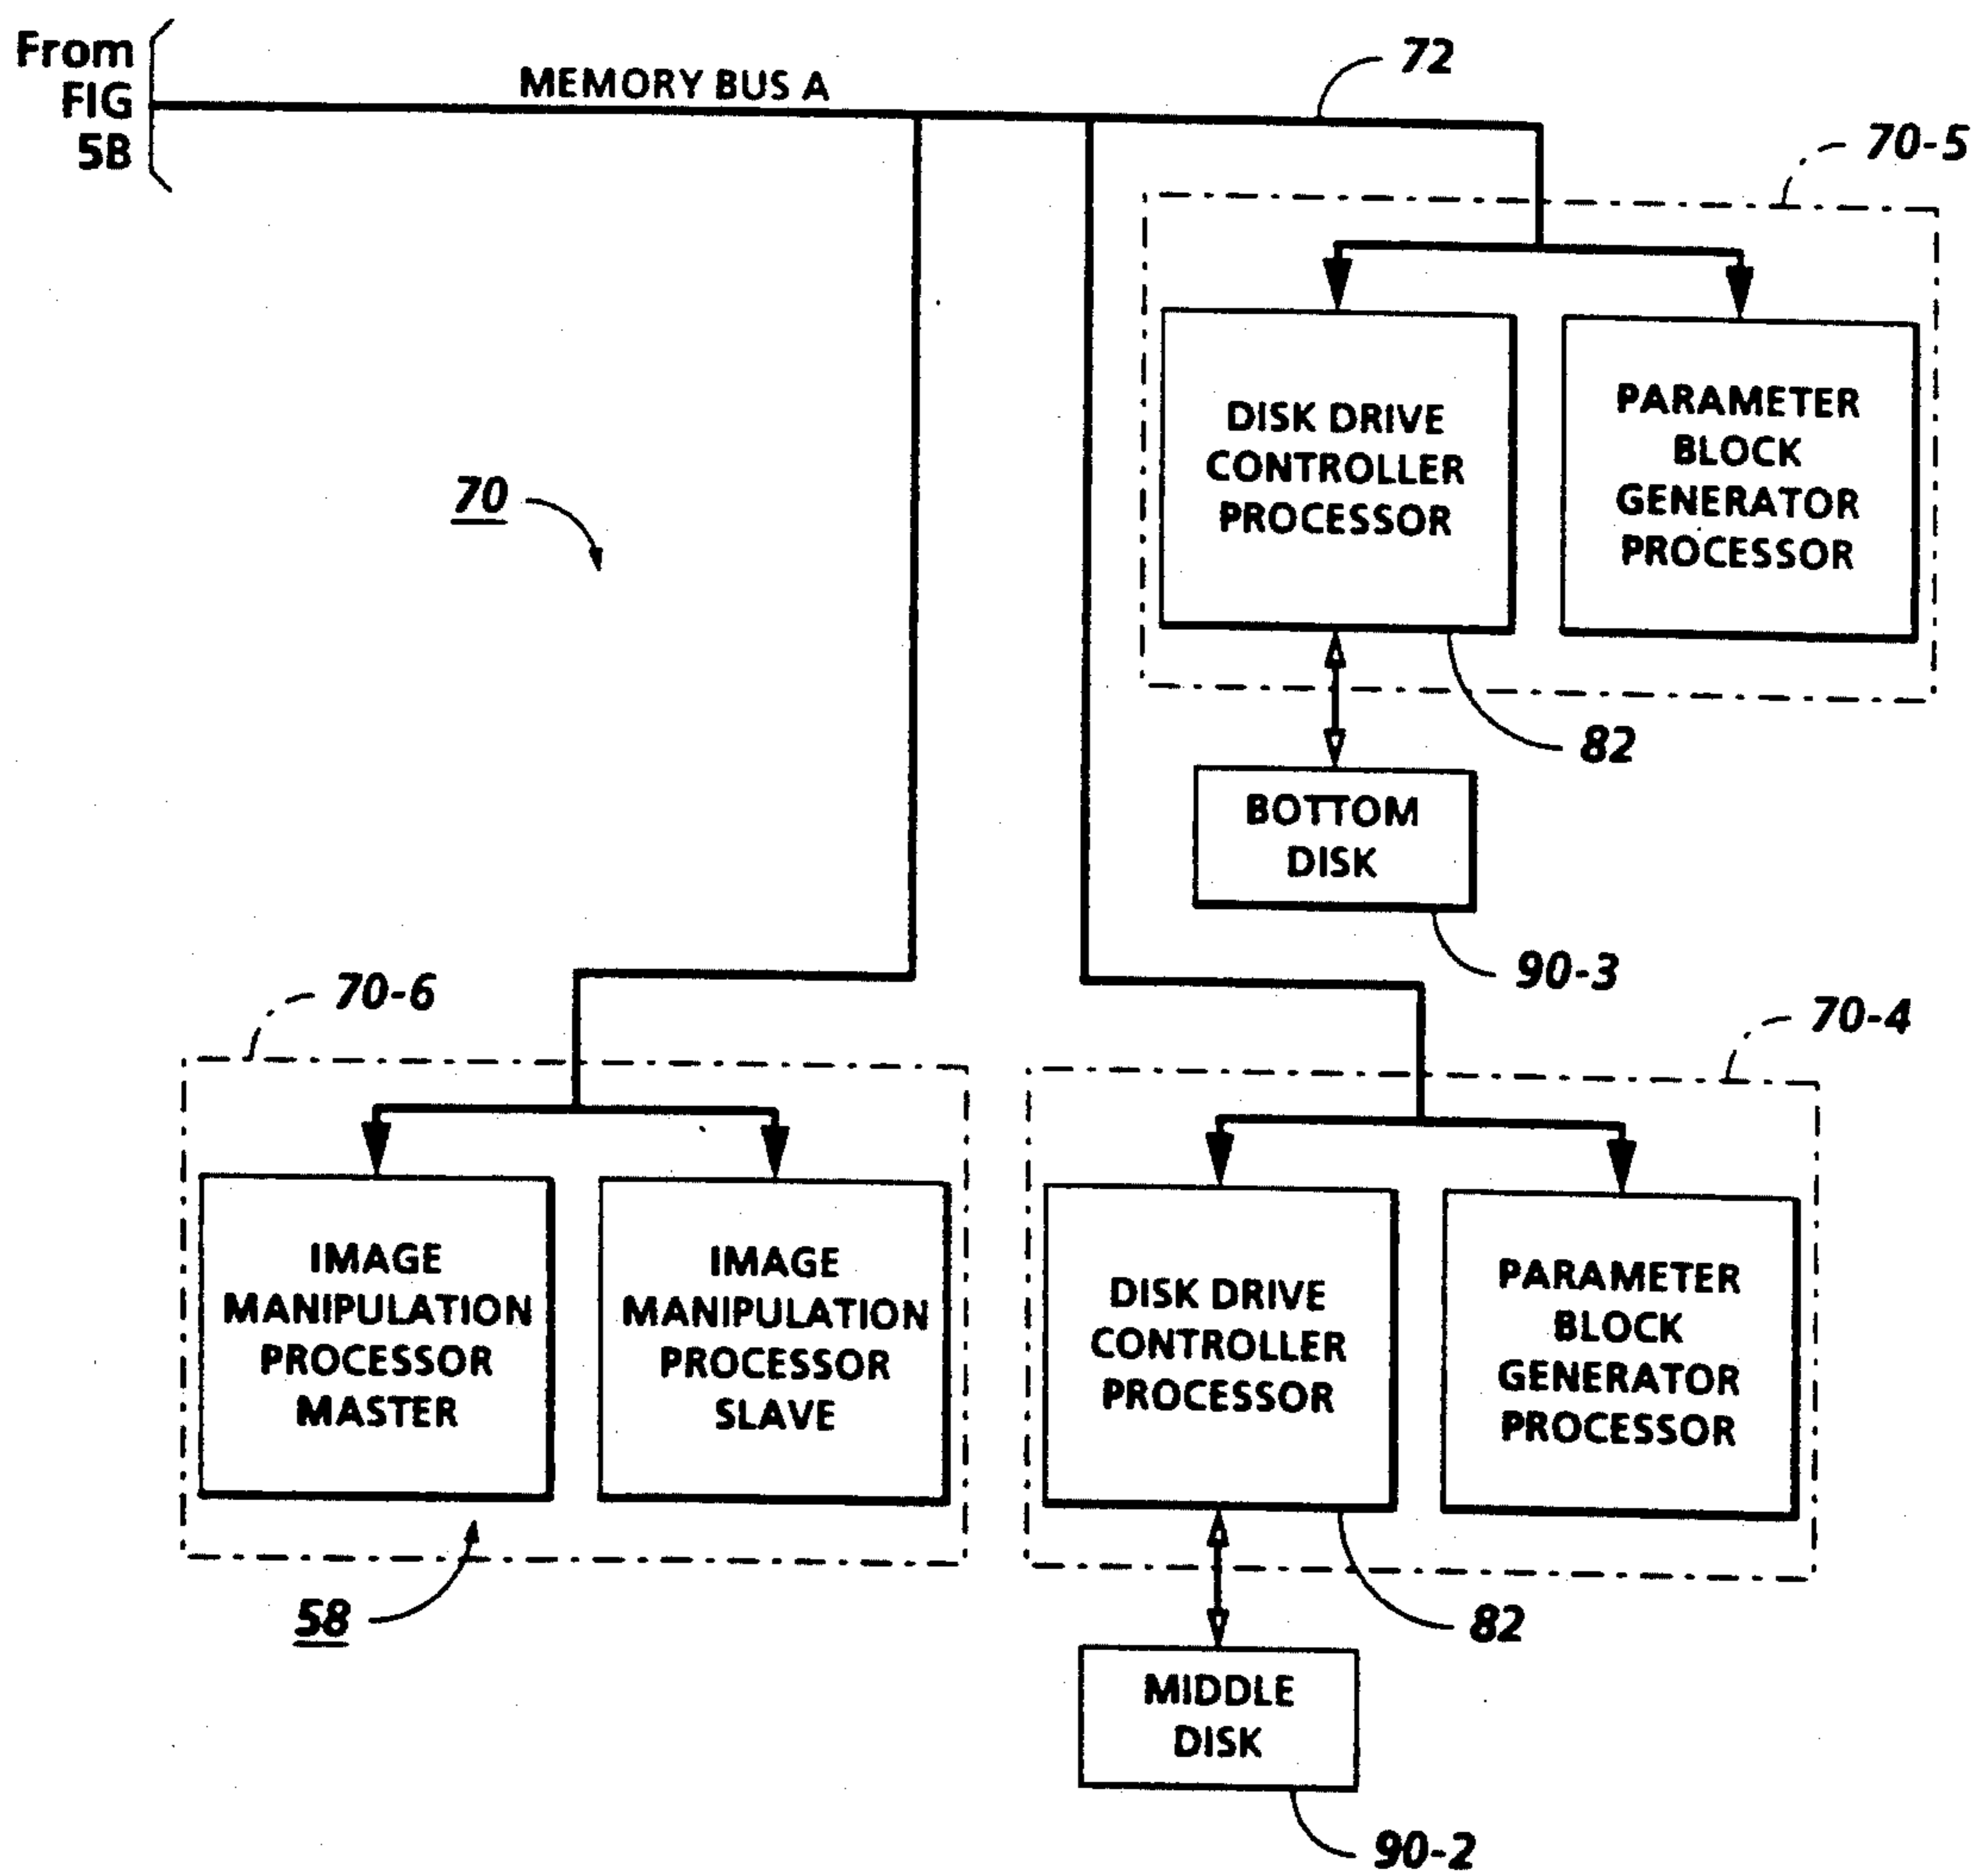 From
FIG
5B
MEMORY BUS A
72
70-5
DISK DRIVE
CONTROLLER
PROCESSOR
PARAMETER
BLOCK
GENERATOR
PROCESSOR
70
82
BOTTOM
DISK
90-3
70-6
70-4
IMAGE
MANIPULATION
PROCESSOR
MASTER
IMAGE
MANIPULATION
PROCESSOR
SLAVE
DISK DRIVE
CONTROLLER
PROCESSOR
PARAMETER
BLOCK
GENERATOR
PROCESSOR
58
82
MIDDLE
DISK
90-2